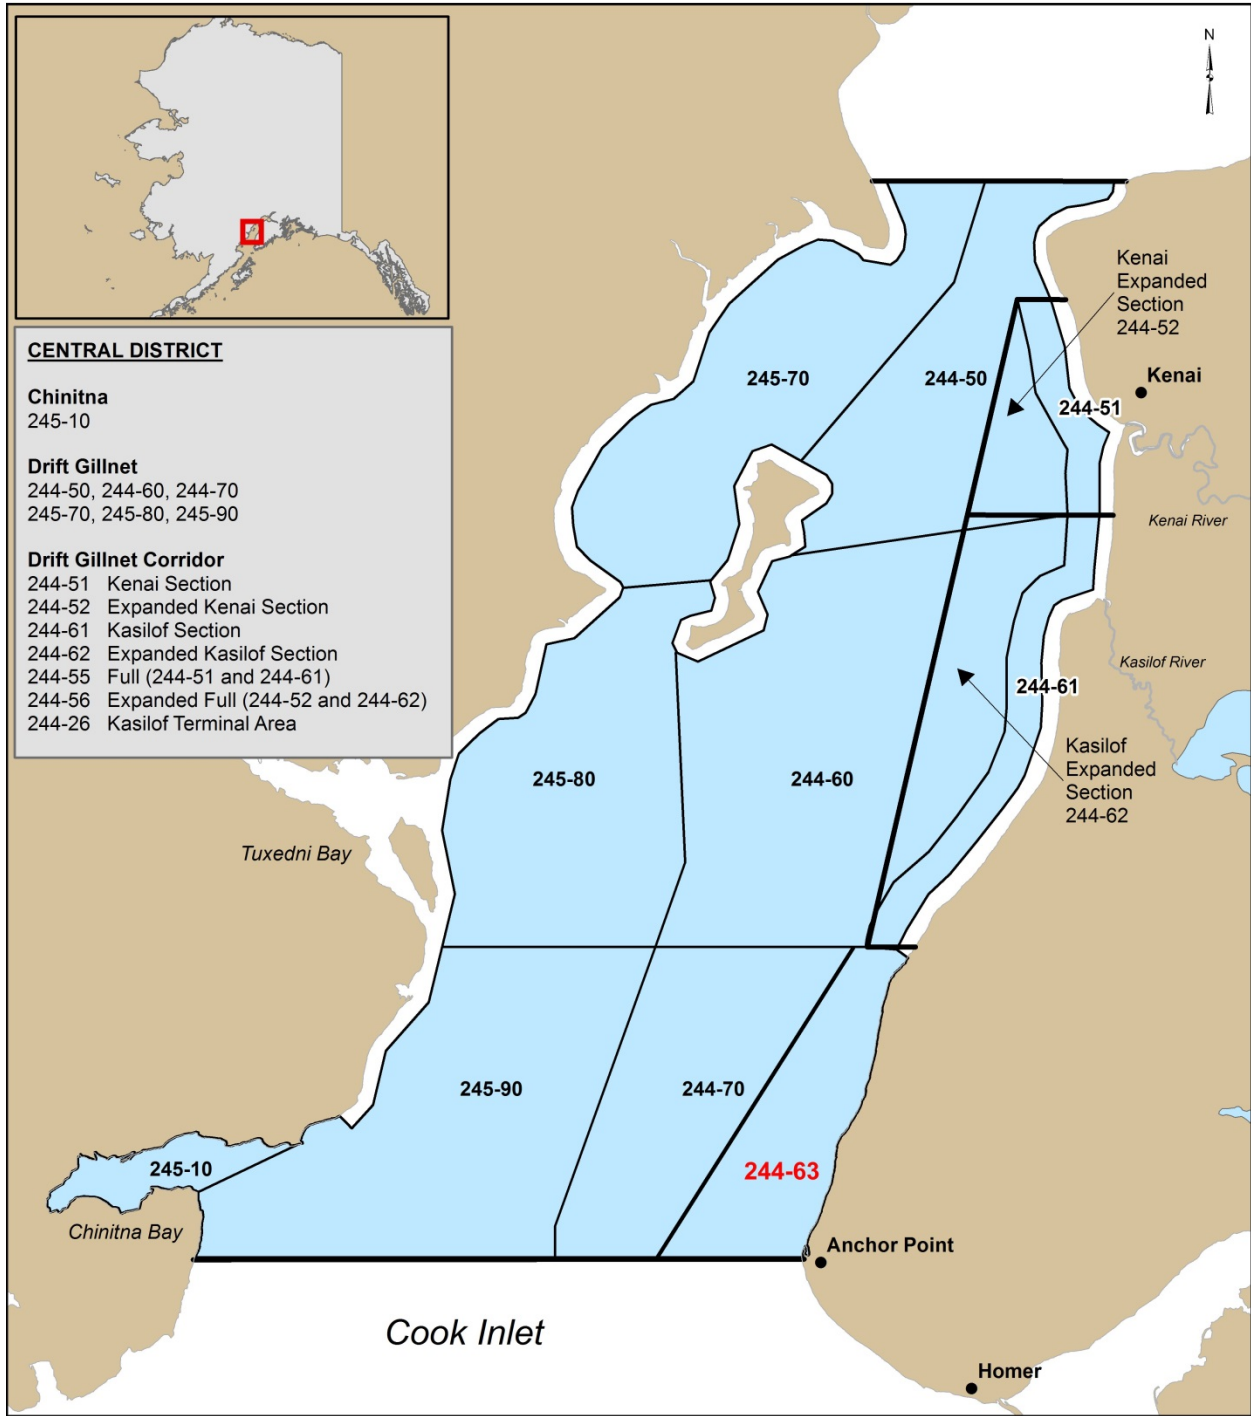 N
CENTRAL DISTRICT
Chinitna
245-10
Drift Gillnet
244-50, 244-60, 244-70
245-70, 245-80, 245-90
Drift Gillnet Corridor
244-51 Kenai Section
244-52 Expanded Kenai Section
244-61 Kasilof Section
244-62 Expanded Kasilof Section
244-55 Full (244-51 and 244-61)
244-56 Expanded Full (244-52 and 244-62)
244-26 Kasilof Terminal Area
Kenai
Expanded
Section
244-52
245-70
244-50
Kenai
244-51
Kenai River
Kasilof River
244-61
Kasilof
Expanded
Section
244-62
245-80
244-60
Tuxedni Bay
245-90
244-70
245-10
244-63
Chinitna Bay
Anchor Point
Cook Inlet
Homer